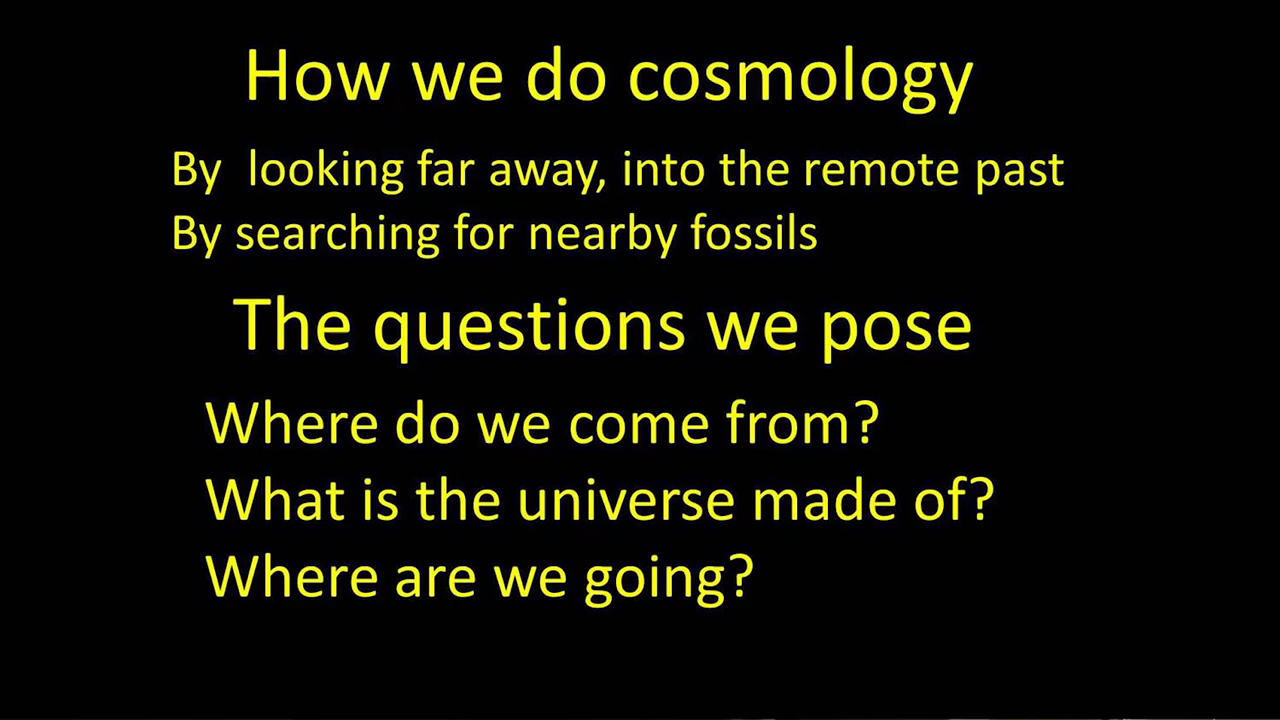 How we do cosmology
By  looking far away, into the remote past
By searching for nearby fossils
The questions we pose
Where do we come from?
What is the universe made of?
Where are we going?